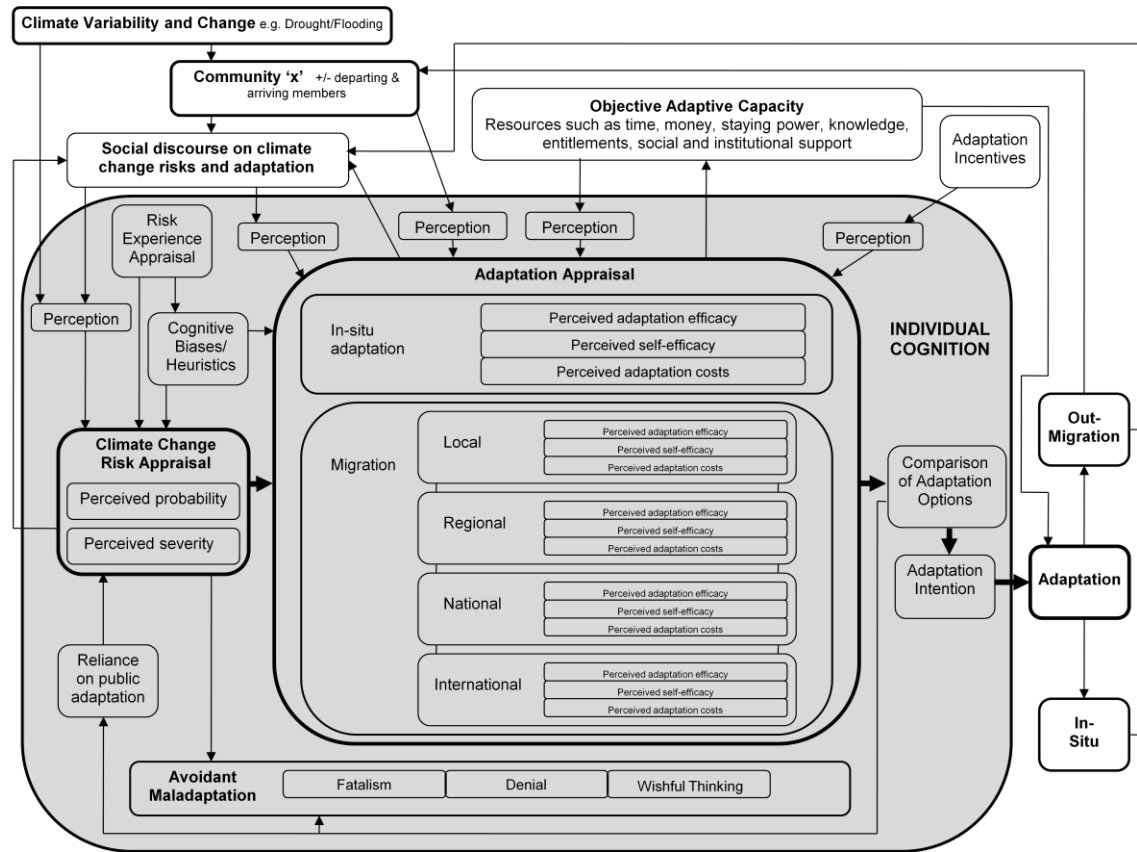 Climate Variability and Change e.g. Drought/Flooding
Community ‘x’ +/- departing &
arriving members
Objective Adaptive Capacity
Resources such as time, money, staying power, knowledge,
entitlements, social and institutional support
Adaptation
Incentives
Social discourse on climate
change risks and adaptation
Risk
Experience
Appraisal
Perception
Perception
Perception
Perception
Perception
Cognitive
Biases/
Heuristics
Adaptation Appraisal
In-situ
adaptation
Perceived adaptation efficacy
Perceived self-efficacy
Perceived adaptation costs
INDIVIDUAL
COGNITION
Migration
Local
Perceived adaptation efficacy
Perceived self-efficacy
Perceived adaptation costs
Regional
Perceived adaptation efficacy
Perceived self-efficacy
Perceived adaptation costs
National
Perceived adaptation efficacy
Perceived self-efficacy
Perceived adaptation costs
International
Perceived adaptation efficacy
Perceived self-efficacy
Perceived adaptation costs
Climate Change
Risk Appraisal
Perceived probability
Perceived severity
Comparison
of Adaptation
Options
Adaptation
Intention
Out-
Migration
Adaptation
In-
Situ
Reliance
on public
adaptation
Avoidant
Maladaptation
Fatalism
Denial
Wishful Thinking